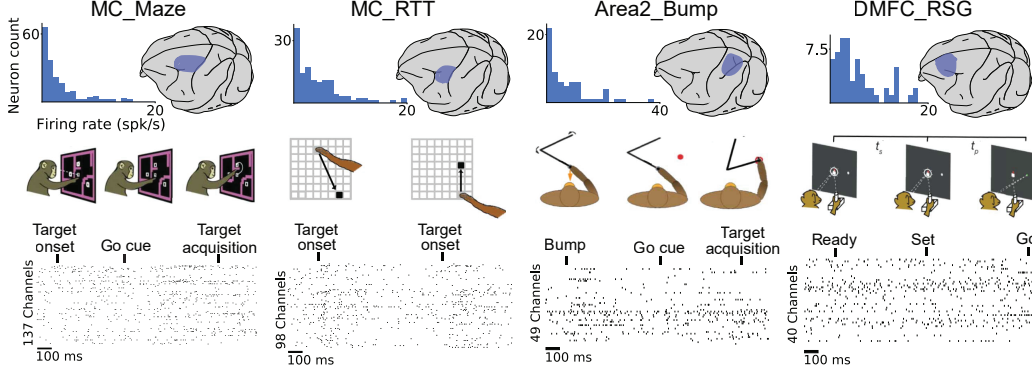 MC_Maze
MC_RTT
Area2_Bump
DMFC_RSG
60
Neuron count
20
Firing rate (spk/s)
30
20
20
40
7.5
20
t_s
t_p
Target
onset
Go cue
Target
acquisition
Target
onset
Target
onset
Bump
Go cue
Target
acquisition
Ready
Set
Go
137 Channels
98 Channels
49 Channels
40 Channels
100 ms
100 ms
100 ms
100 ms